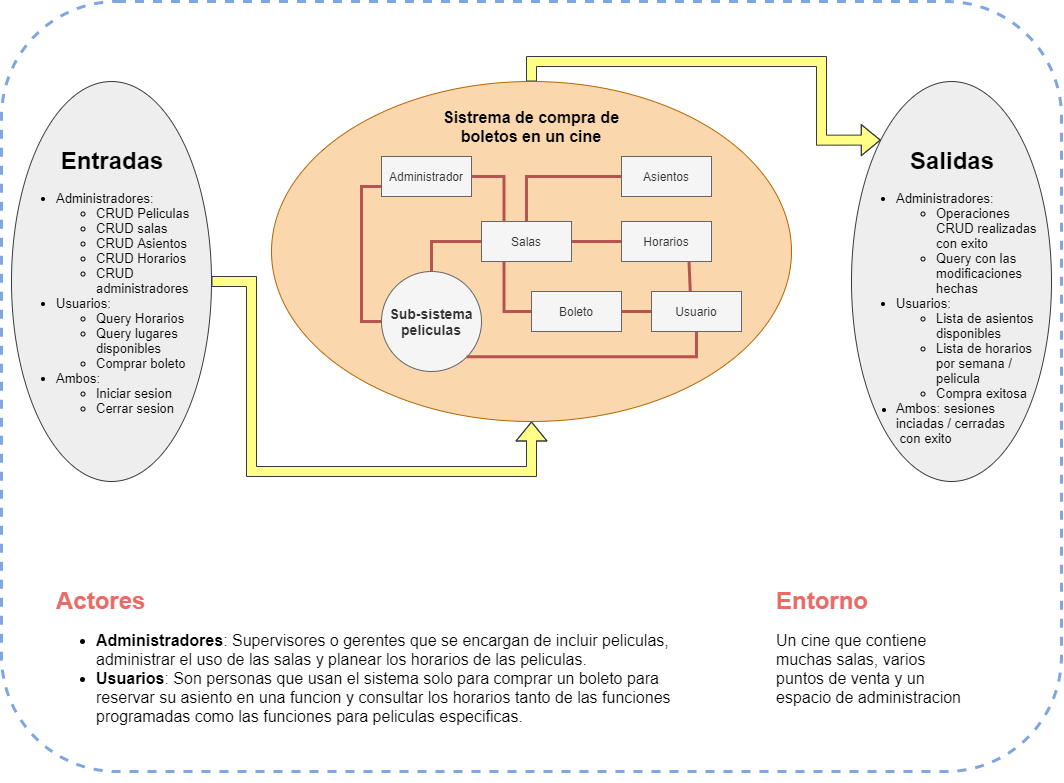 Sistrema de compra de
boletos en un cine
Entradas
Administradores:
CRUD Peliculas
CRUD salas
CRUD Asientos
CRUD Horarios
CRUD
administradores
Usuarios:
Query Horarios
Query lugares
disponibles
Comprar boleto
Ambos:
Iniciar sesion
Cerrar sesion
Administrador
Asientos
Salas
Horarios
Sub-sistema
peliculas
Boleto
Usuario
Salidas
Administradores:
Operaciones
CRUD realizadas
con exito
Query con las
modificaciones
hechas
Usuarios:
Lista de asientos
disponibles
Lista de horarios
por semana /
pelicula
Compra exitosa
Ambos: sesiones
inciadas / cerradas
con exito
Actores
Administradores: Supervisores o gerentes que se encargan de incluir peliculas,
administrar el uso de las salas y planear los horarios de las peliculas.
Usuarios: Son personas que usan el sistema solo para comprar un boleto para
reservar su asiento en una funcion y consultar los horarios tanto de las funciones
programadas como las funciones para peliculas especificas.
Entorno
Un cine que contiene
muchas salas, varios
puntos de venta y un
espacio de administracion